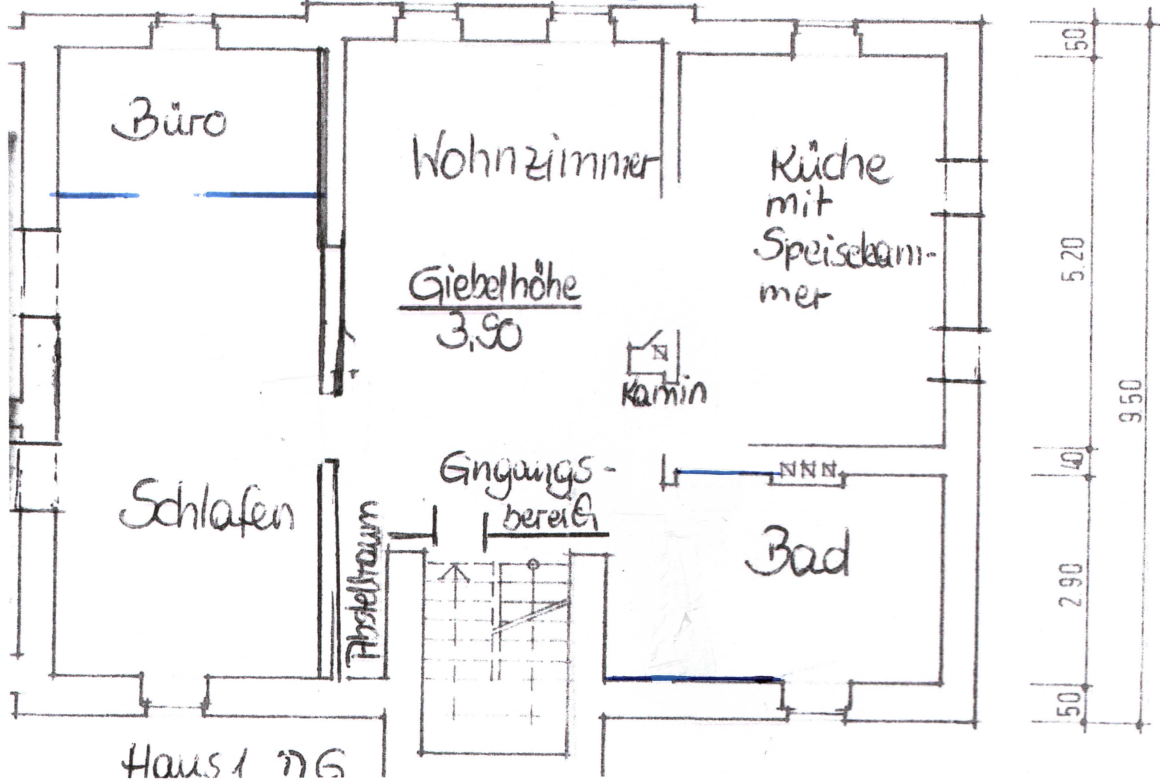 Büro
Wohnzimmer
Küche
mit
Speisekam-
mer
Giebelhöhe
3,90
Kamin
Eingangs-
bereich
Schlafen
Abstellraum
Bad
Haus 1 DG
50
5.20
40
2.90
50
9.50